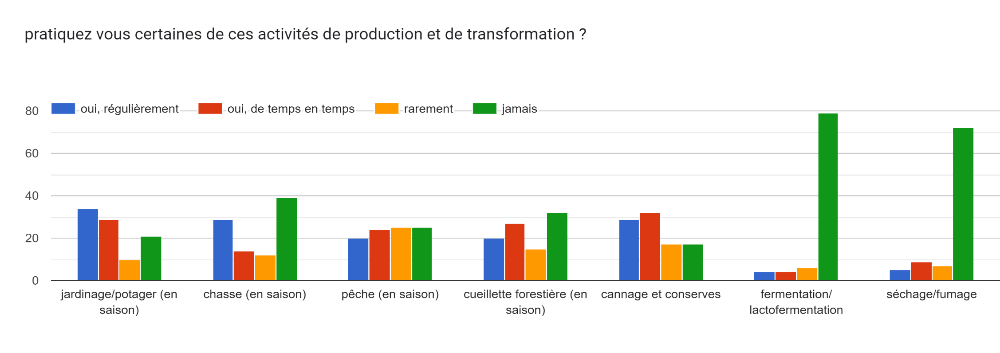 pratiquez vous certaines de ces activités de production et de transformation ?
oui, régulièrement oui, de temps en temps rarement jamais
80
60
40
20
0
jardinage/potager (en
saison)
chasse (en saison)
pêche (en saison)
cueillette forestière (en
saison)
cannage et conserves
fermentation/
lactofermentation
séchage/fumage